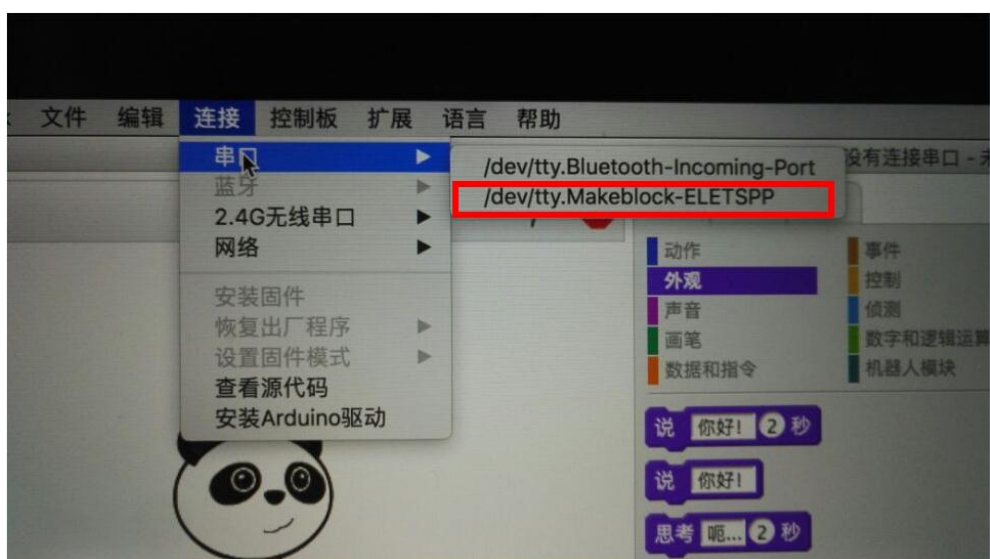 文件 编辑 连接 控制板 扩展 语言 帮助
串口
蓝牙
2.4G无线串口
网络
安装固件
恢复出厂程序
设置固件模式
查看源代码
安装Arduino驱动
/dev/tty.Bluetooth-Incoming-Port
/dev/tty.Makeblock-ELETSPP
没有连接串口 - 未
动作 事件
外观 控制
声音 侦测
画笔 数字和逻辑运算
数据和指令 机器人模块
说 你好! 2 秒
说 你好!
思考 呃... 2 秒